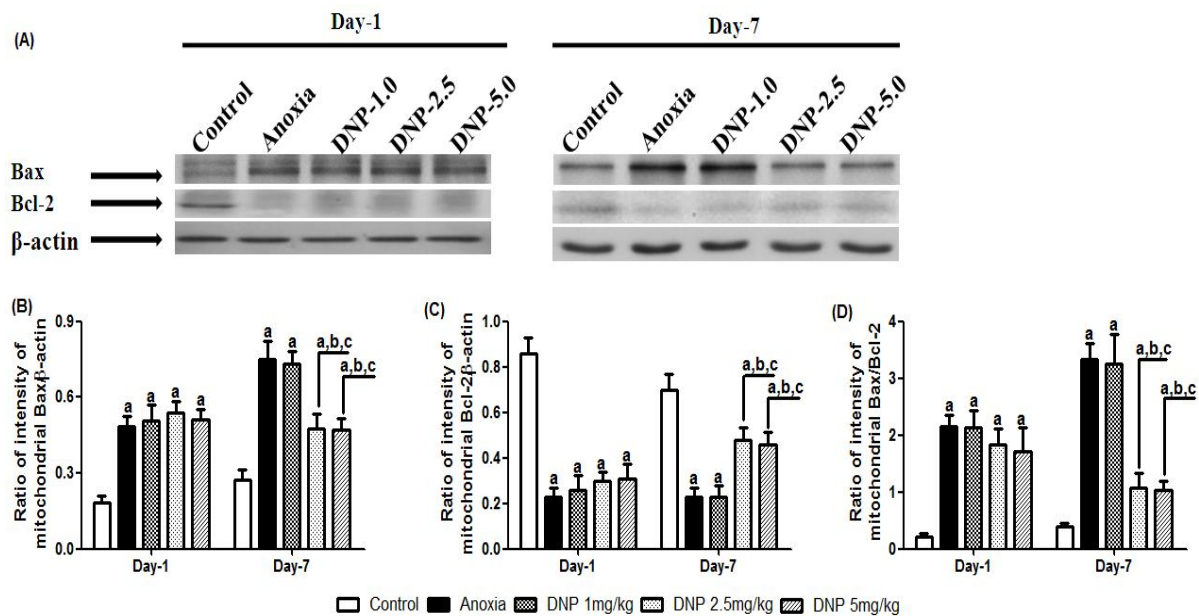 (A)
Day-1
Day-7
Control Anoxia DNP-1.0 DNP-2.5 DNP-5.0
Control Anoxia DNP-1.0 DNP-2.5 DNP-5.0
Bax
Bcl-2
β-actin
(B)
Ratio of intensity of
mitochondrial Bax/β-actin
0.9
0.6
0.3
0.0
a a a a
a a a,b,c a,b,c
Day-1 Day-7
(C)
Ratio of intensity of
mitochondrial Bcl-2β-actin
1.0
0.8
0.6
0.4
0.2
0.0
a a a a
a a a,b,c a,b,c
Day-1 Day-7
(D)
Ratio of intensity of
mitochondrial Bax/Bcl-2
4
3
2
1
0
a a a a
a a a,b,c a,b,c
Day-1 Day-7
Control Anoxia DNP 1mg/kg DNP 2.5mg/kg DNP 5mg/kg